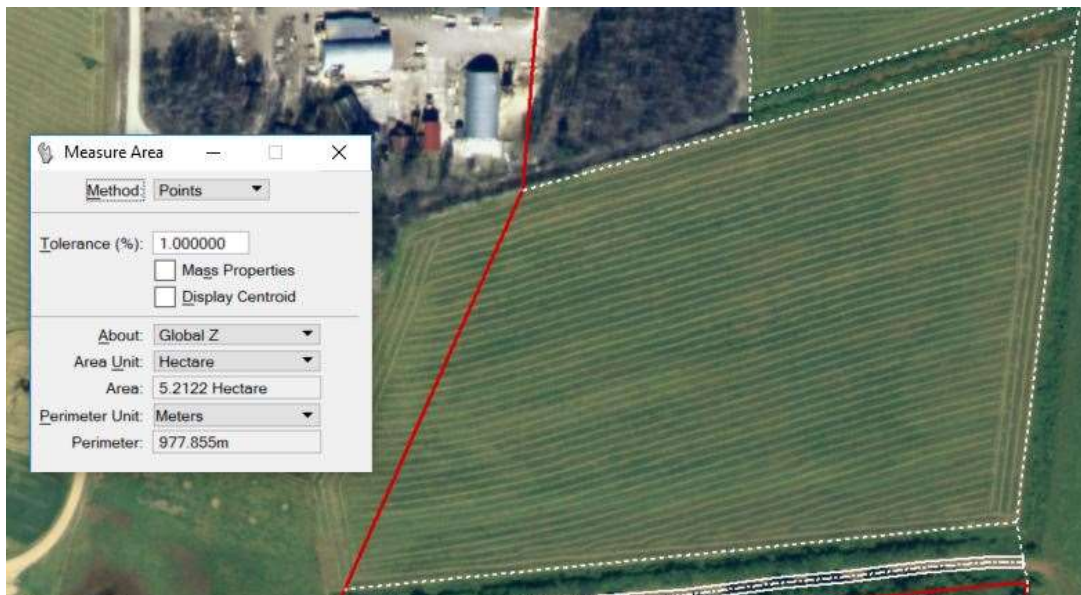 Measure Area
Method: Points
Tolerance (%): 1.000000
Mass Properties
Display Centroid
About: Global Z
Area Unit: Hectare
Area: 5.2122 Hectare
Perimeter Unit: Meters
Perimeter: 977.855m